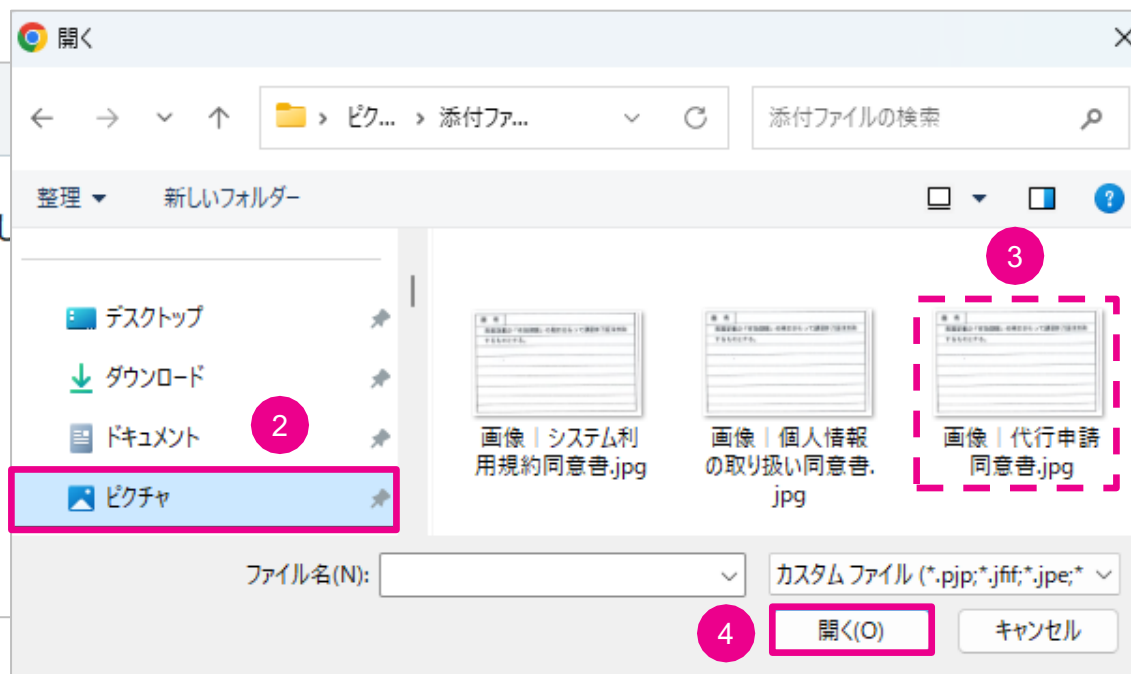 開く
ピク... 添付ファ...
添付ファイルの検索
整理
新しいフォルダー
?
3
デスクトップ
ダウンロード
ドキュメント
2
ピクチャ
画像｜システム利
用規約同意書.jpg
画像｜個人情報
の取り扱い同意書.
jpg
画像｜代行申請
同意書.jpg
ファイル名(N):
カスタム ファイル (*.pjp;*.jfif;*.jpe;*
4
開く(O)
キャンセル